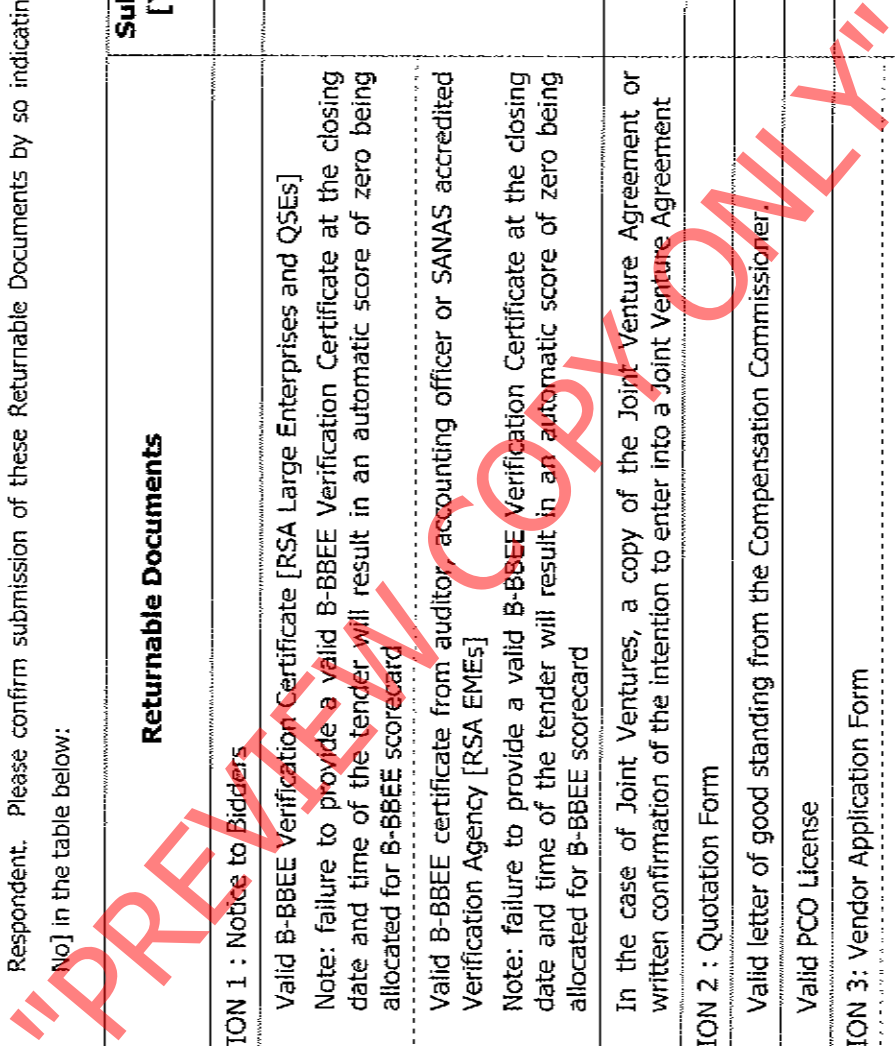 Respondent. Please confirm submission of these Returnable Documents by so indicatin
No] in the table below:
Returnable Documents
ION 1 : Notice to Bidders
Valid B-BBEE Verification Certificate [RSA Large Enterprises and QSEs]
Note: failure to provide a valid B-BBEE Verification Certificate at the closing
date and time of the tender will result in an automatic score of zero being
allocated for B-BBEE scorecard
Valid B-BBEE certificate from auditor, accounting officer or SANAS accredited
Verification Agency [RSA EMEs]
Note: failure to provide a valid B-BBEE Verification Certificate at the closing
date and time of the tender will result in an automatic score of zero being
allocated for B-BBEE scorecard
In the case of Joint Ventures, a copy of the Joint Venture Agreement or
written confirmation of the intention to enter into a Joint Venture Agreement
ION 2 : Quotation Form
Valid letter of good standing from the Compensation Commissioner.
Valid PCO License
ION 3: Vendor Application Form
"PREVIEW COPY ONLY"